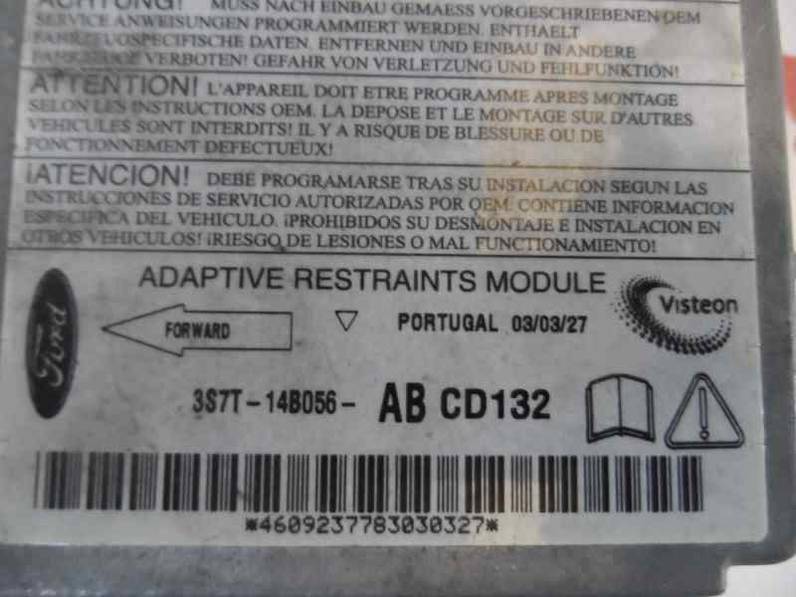 ACHTUNG! MUSS NACH EINBAU GEMAESS VORGESCHRIEBENEN OEM
SERVICE ANWEISUNGEN PROGRAMMIERT WERDEN. ENTHAELT
FAHRZEUGSPECIFISCHE DATEN. ENTFERNEN UND EINBAU IN ANDERE
FAHRZEUGE VERBOTEN! GEFAHR VON VERLETZUNG UND FEHLFUNKTION!
ATTENTION! L'APPAREIL DOIT ETRE PROGRAMME APRES MONTAGE
SELON LES INSTRUCTIONS OEM. LA DEPOSE ET LE MONTAGE SUR D'AUTRES
VEHICULES SONT INTERDITS! IL Y A RISQUE DE BLESSURE OU DE
FONCTIONNEMENT DEFECTUEUX!
¡ATENCION! DEBE PROGRAMARSE TRAS SU INSTALACION SEGUN LAS
INSTRUCCIONES DE SERVICIO AUTORIZADAS POR OEM. CONTIENE INFORMACION
ESPECIFICA DEL VEHICULO. ¡PROHIBIDOS SU DESMONTAJE E INSTALACION EN
OTROS VEHICULOS! ¡RIESGO DE LESIONES O MAL FUNCIONAMIENTO!
ADAPTIVE RESTRAINTS MODULE
Ford
FORWARD
PORTUGAL 03/03/27
Visteon
3S7T-14B056- AB CD132
*4609237783030327*